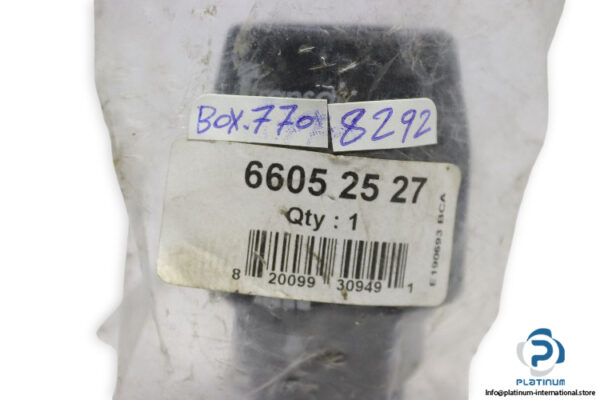 BOX.770
8292
6605 25 27
Qty : 1
8 20099 30949 1
E190693 BCA
PLATINUM
Info@platinum-international.store